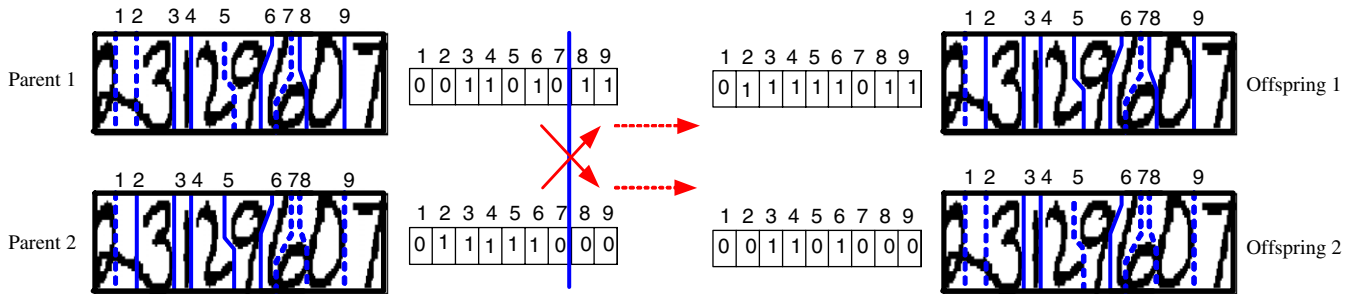 1 2 3 4 5 6 7 8 9
Parent 1
23129607
1 2 3 4 5 6 7 8 9
0 0 1 1 0 1 0 1 1
1 2 3 4 5 6 7 8 9
0 1 1 1 1 1 0 1 1
1 2 3 4 5 6 7 8 9
23129607
Offspring 1
1 2 3 4 5 6 7 8 9
Parent 2
23129607
1 2 3 4 5 6 7 8 9
0 1 1 1 1 1 0 0 0
1 2 3 4 5 6 7 8 9
0 0 1 1 0 1 0 0 0
1 2 3 4 5 6 7 8 9
23129607
Offspring 2